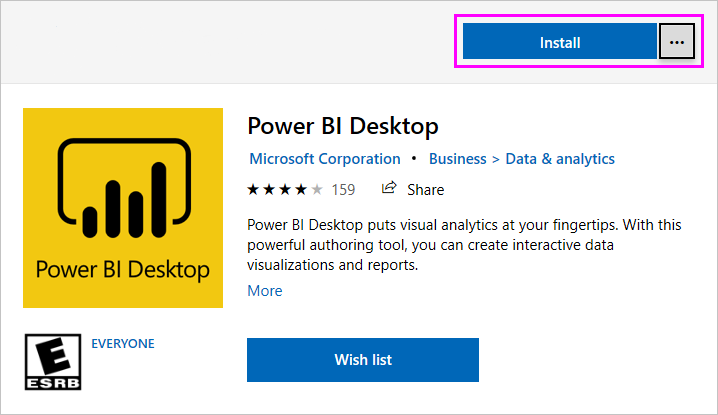 Install
...
Power BI Desktop
Microsoft Corporation • Business > Data & analytics
★★★★★ 159 Share
Power BI Desktop puts visual analytics at your fingertips. With this
powerful authoring tool, you can create interactive data
visualizations and reports.
More
Power BI Desktop
E
ESRB
EVERYONE
Wish list